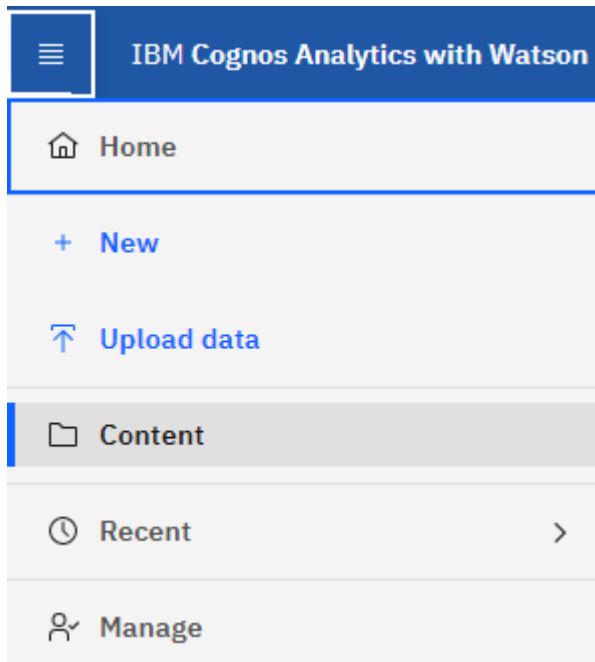 IBM Cognos Analytics with Watson
Home
New
Upload data
Content
Recent
Manage